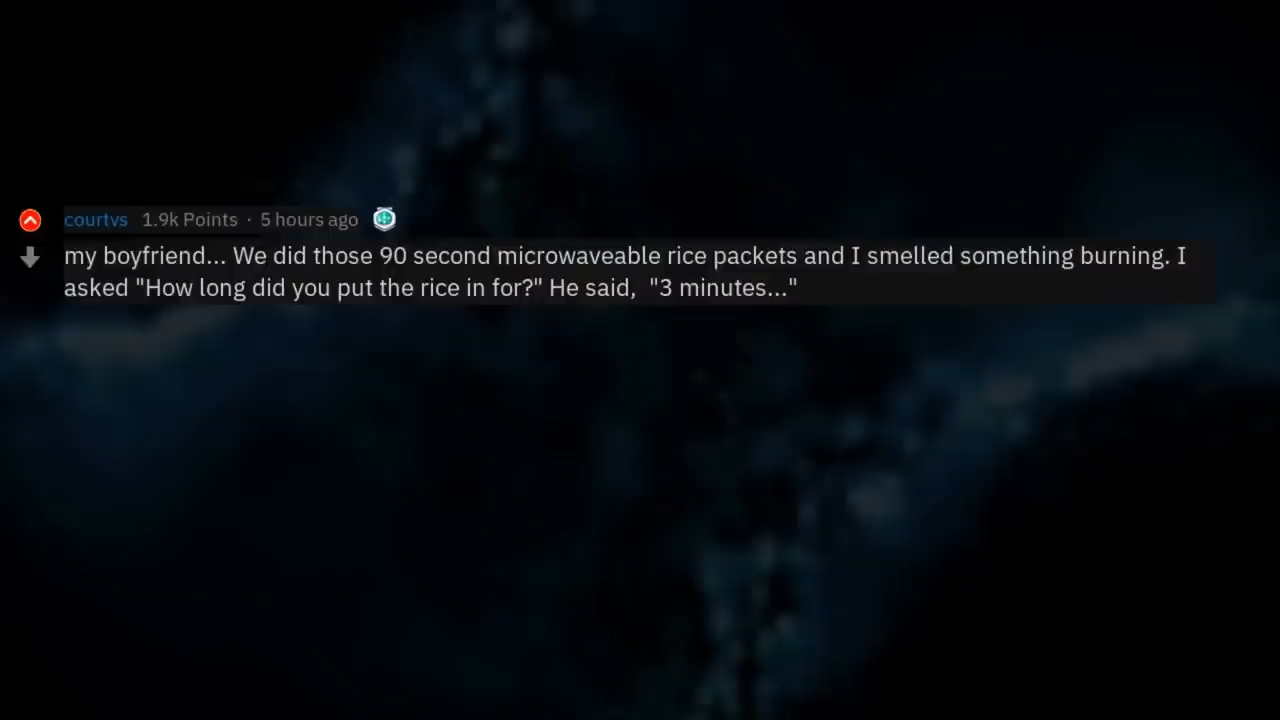 courtvs 1.9k Points · 5 hours ago
my boyfriend... We did those 90 second microwaveable rice packets and I smelled something burning. I
asked "How long did you put the rice in for?" He said,  "3 minutes..."